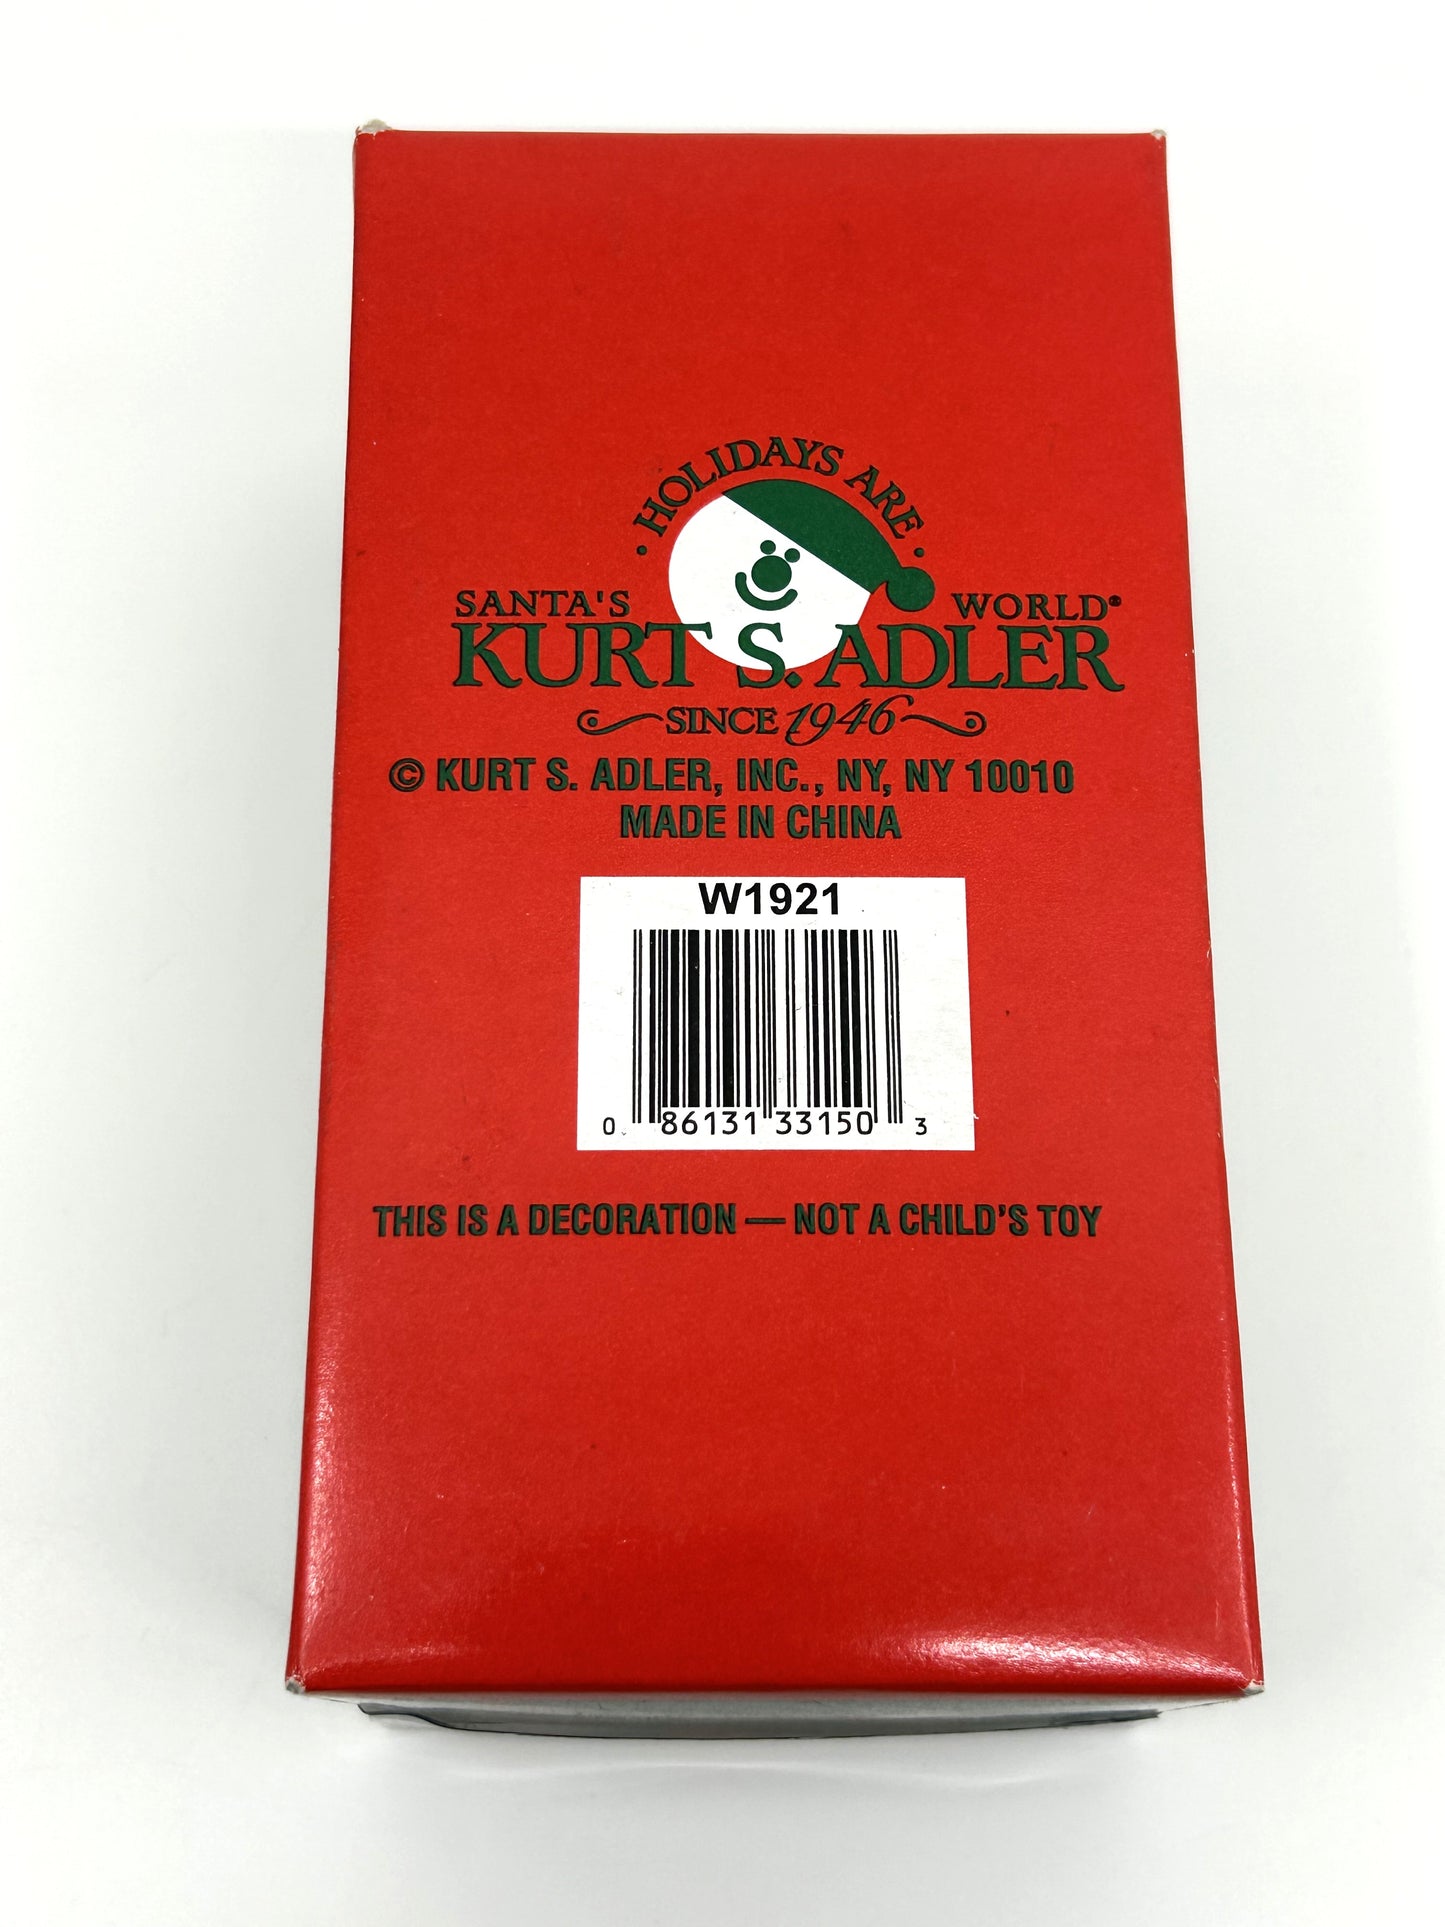 · HOLIDAYS ARE ·
SANTA'S WORLD®
KURT S. ADLER
SINCE 1946
© KURT S. ADLER, INC., NY, NY 10010
MADE IN CHINA
W1921
0 86131 33150 3
THIS IS A DECORATION — NOT A CHILD'S TOY